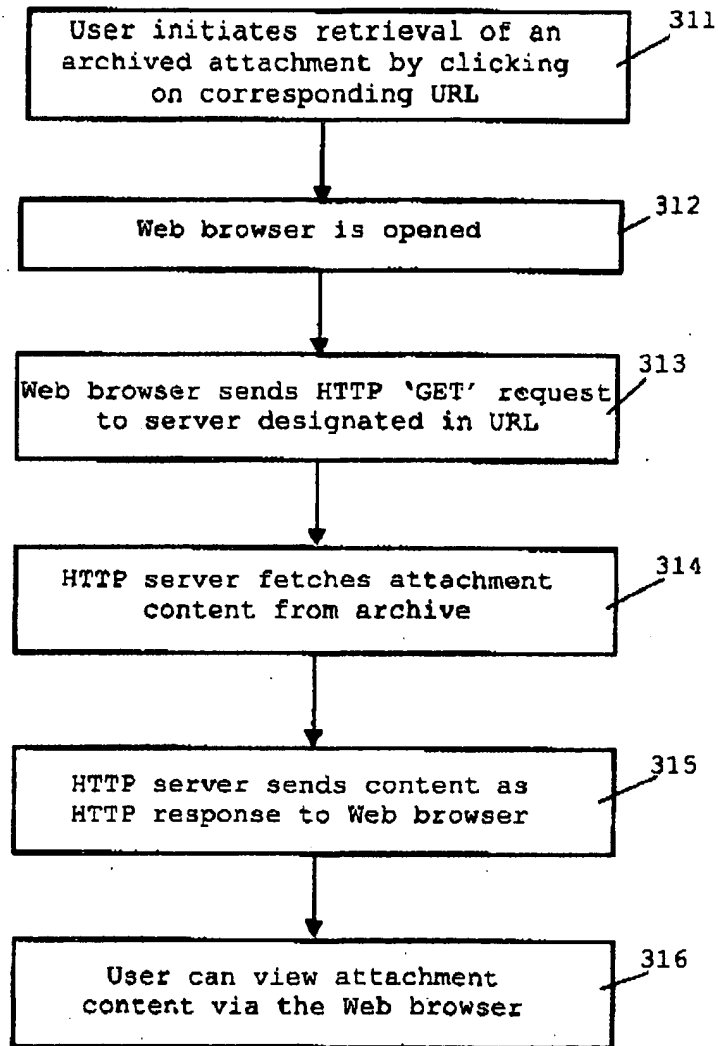 User initiates retrieval of an
archived attachment by clicking
on corresponding URL
311
Web browser is opened
312
Web browser sends HTTP 'GET' request
to server designated in URL
313
HTTP server fetches attachment
content from archive
314
HTTP server sends content as
HTTP response to Web browser
315
User can view attachment
content via the Web browser
316